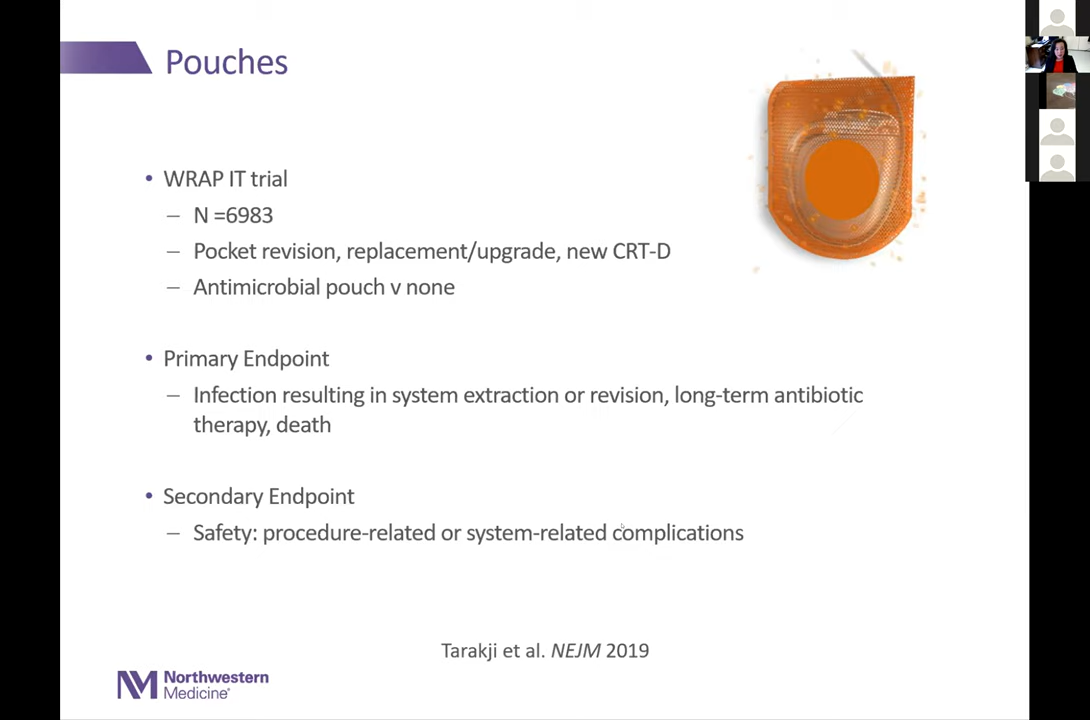 Pouches
• WRAP IT trial
– N =6983
– Pocket revision, replacement/upgrade, new CRT-D
– Antimicrobial pouch v none
• Primary Endpoint
– Infection resulting in system extraction or revision, long-term antibiotic
therapy, death
• Secondary Endpoint
– Safety: procedure-related or system-related complications
Tarakji et al. NEJM 2019
NM Northwestern
Medicine®